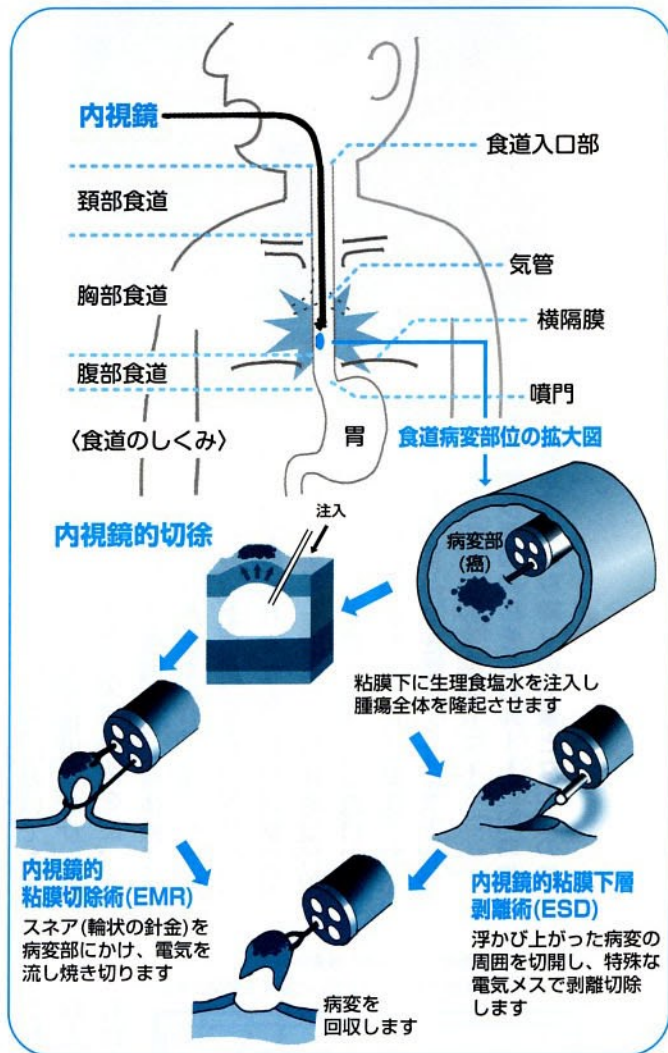 内視鏡
食道入口部
頚部食道
気管
胸部食道
横隔膜
腹部食道
噴門
〈食道のしくみ〉
胃
食道病変部位の拡大図
注入
内視鏡的切徐
病変部
(癌)
粘膜下に生理食塩水を注入し
腫瘍全体を隆起させます
内視鏡的
粘膜切除術(EMR)
スネア(輪状の針金)を
病変部にかけ、電気を
流し焼き切ります
内視鏡的粘膜下層
剥離術(ESD)
浮かび上がった病変の
周囲を切開し、特殊な
電気メスで剥離切除
します
病変を
回収します